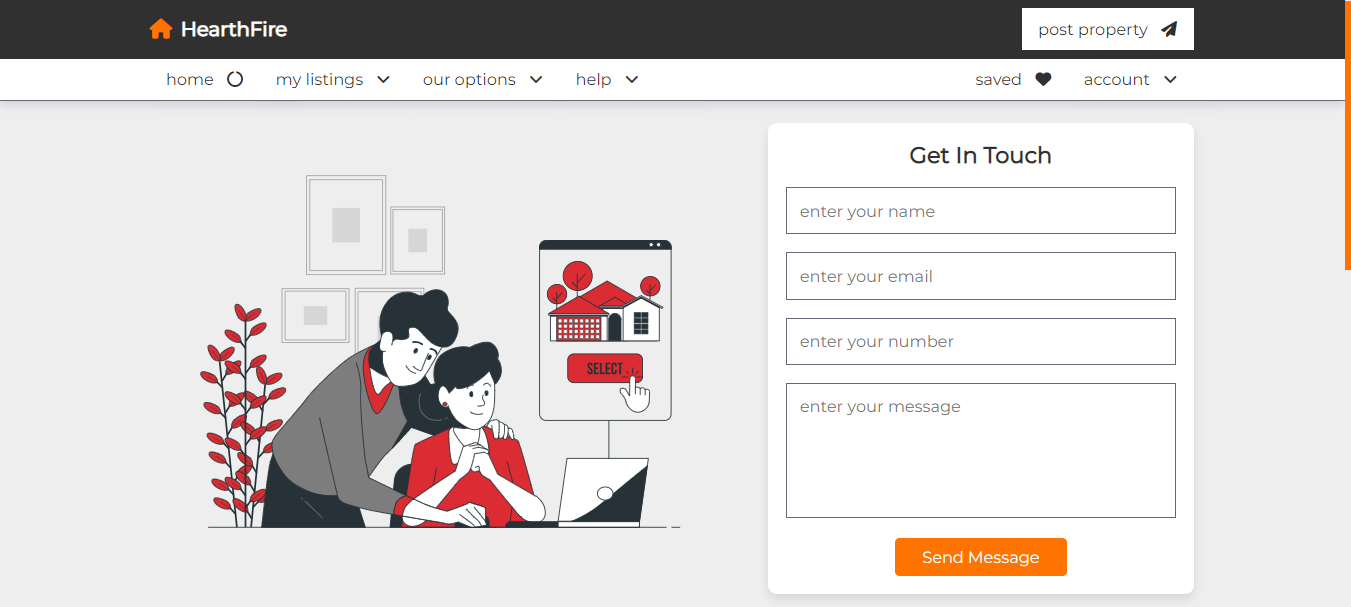 HearthFire
post property
home my listings our options help saved account
Get In Touch
enter your name
enter your email
enter your number
enter your message
SELECT
Send Message